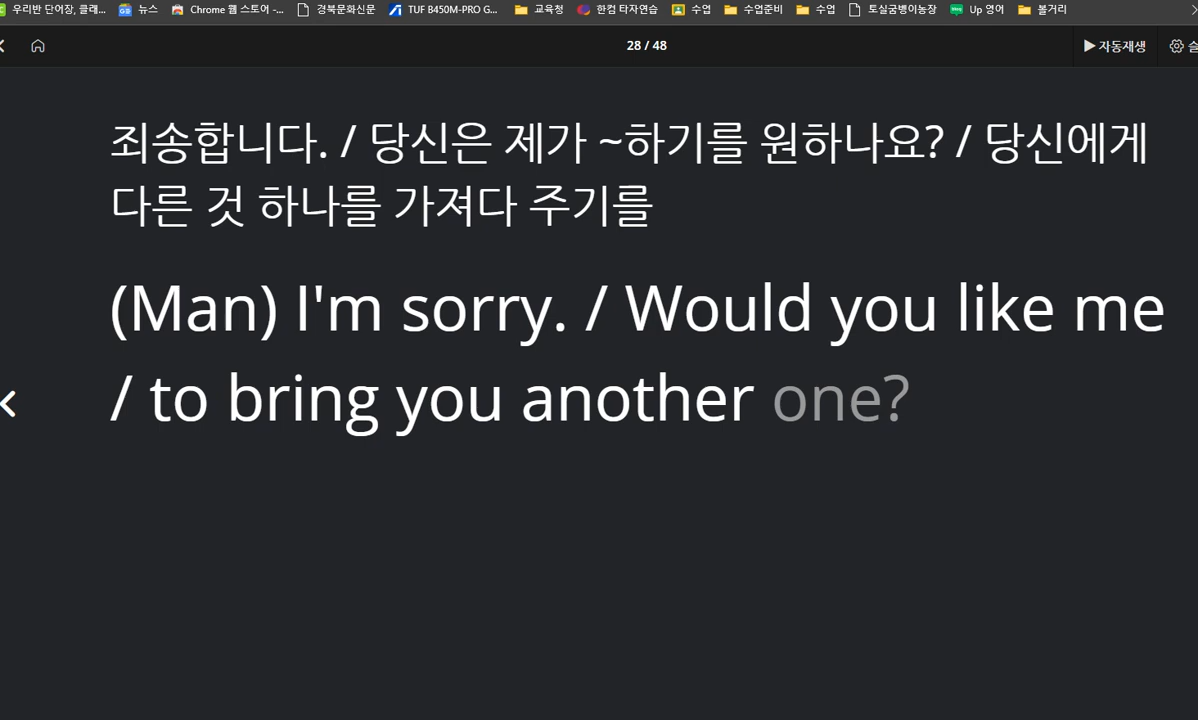 우리반 단어장, 클래... 뉴스 Chrome 웹 스토어 -... 경북문화신문 TUF B450M-PRO G... 교육청 한컴 타자연습 수업 수업준비 수업 토실굼벵이농장 Up 영어 볼거리
28 / 48 ▶자동재생 슬
죄송합니다. / 당신은 제가 ~하기를 원하나요? / 당신에게
다른 것 하나를 가져다 주기를
(Man) I'm sorry. / Would you like me
/ to bring you another one?